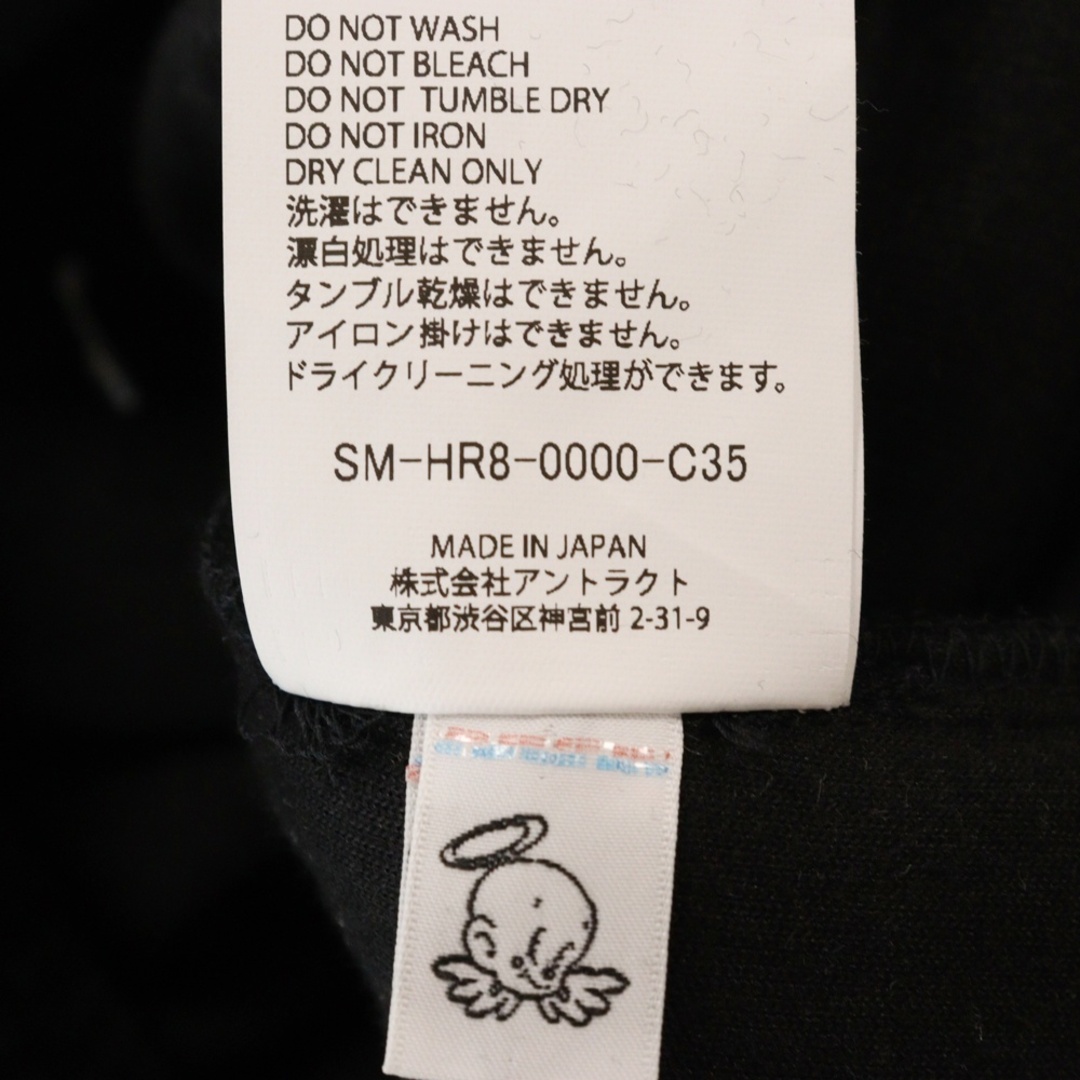 DO NOT WASH
DO NOT BLEACH
DO NOT TUMBLE DRY
DO NOT IRON
DRY CLEAN ONLY
洗濯はできません。
漂白処理はできません。
タンブル乾燥はできません。
アイロン掛けはできません。
ドライクリーニング処理ができます。
SM-HR8-0000-C35
MADE IN JAPAN
株式会社アントラクト
東京都渋谷区神宮前 2-31-9